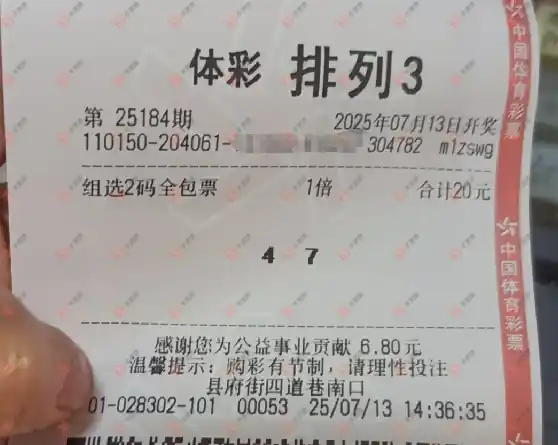 体彩 排列3
第 25184期 2025年07月13日开奖
110150-204061- 304782 m1zswg
组选2码全包票 1倍 合计20元
4 7
感谢您为公益事业贡献 6.80元
温馨提示：购彩有节制，请理性投注
县府街四道巷南口
01-028302-101 00053 25/07/13 14:36:35
中国体育彩票
中国体育彩票